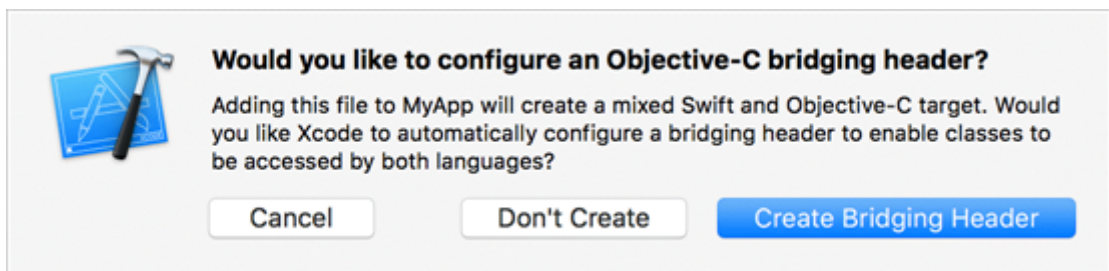 Would you like to configure an Objective-C bridging header?
Adding this file to MyApp will create a mixed Swift and Objective-C target. Would
you like Xcode to automatically configure a bridging header to enable classes to
be accessed by both languages?
Cancel Don't Create Create Bridging Header